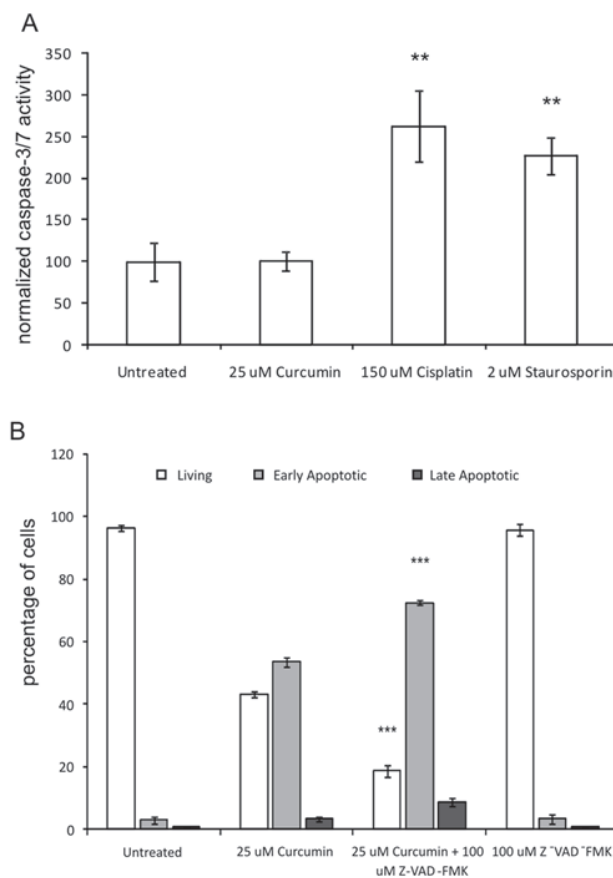 A
normalized caspase-3/7 activity
350
300
250
200
150
100
50
0
**
**
Untreated
25 uM Curcumin
150 uM Cisplatin
2 uM Staurosporin
B
percentage of cells
120
100
80
60
40
20
0
Living
Early Apoptotic
Late Apoptotic
***
***
Untreated
25 uM Curcumin
25 uM Curcumin + 100
uM Z-VAD-FMK
100 uM Z-VAD-FMK